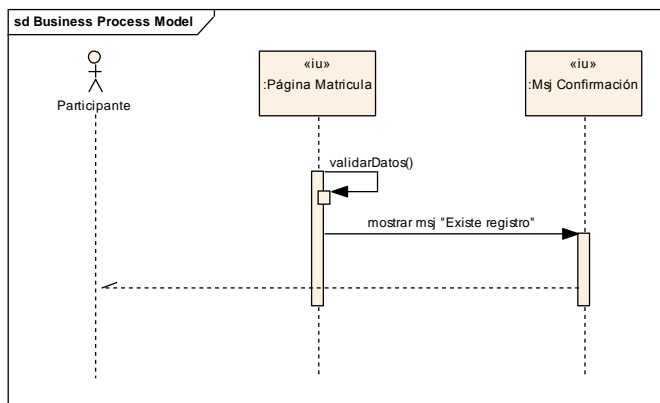 sd Business Process Model
Participante
«iu»
:Página Matricula
«iu»
:Msj Confirmación
validarDatos()
mostrar msj "Existe registro"